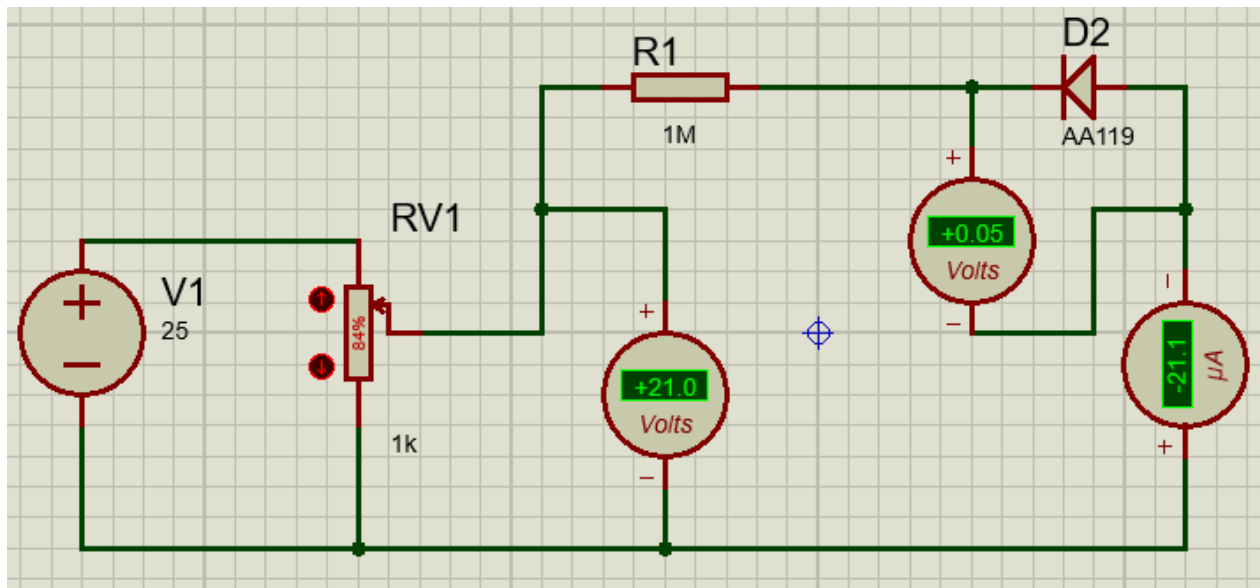 D2
R1
AA119
1M
+
RV1
+0.05
Volts
V1
25
84%
+
−
−
+21.0
Volts
-21.1
μA
1k
+
−
+
−